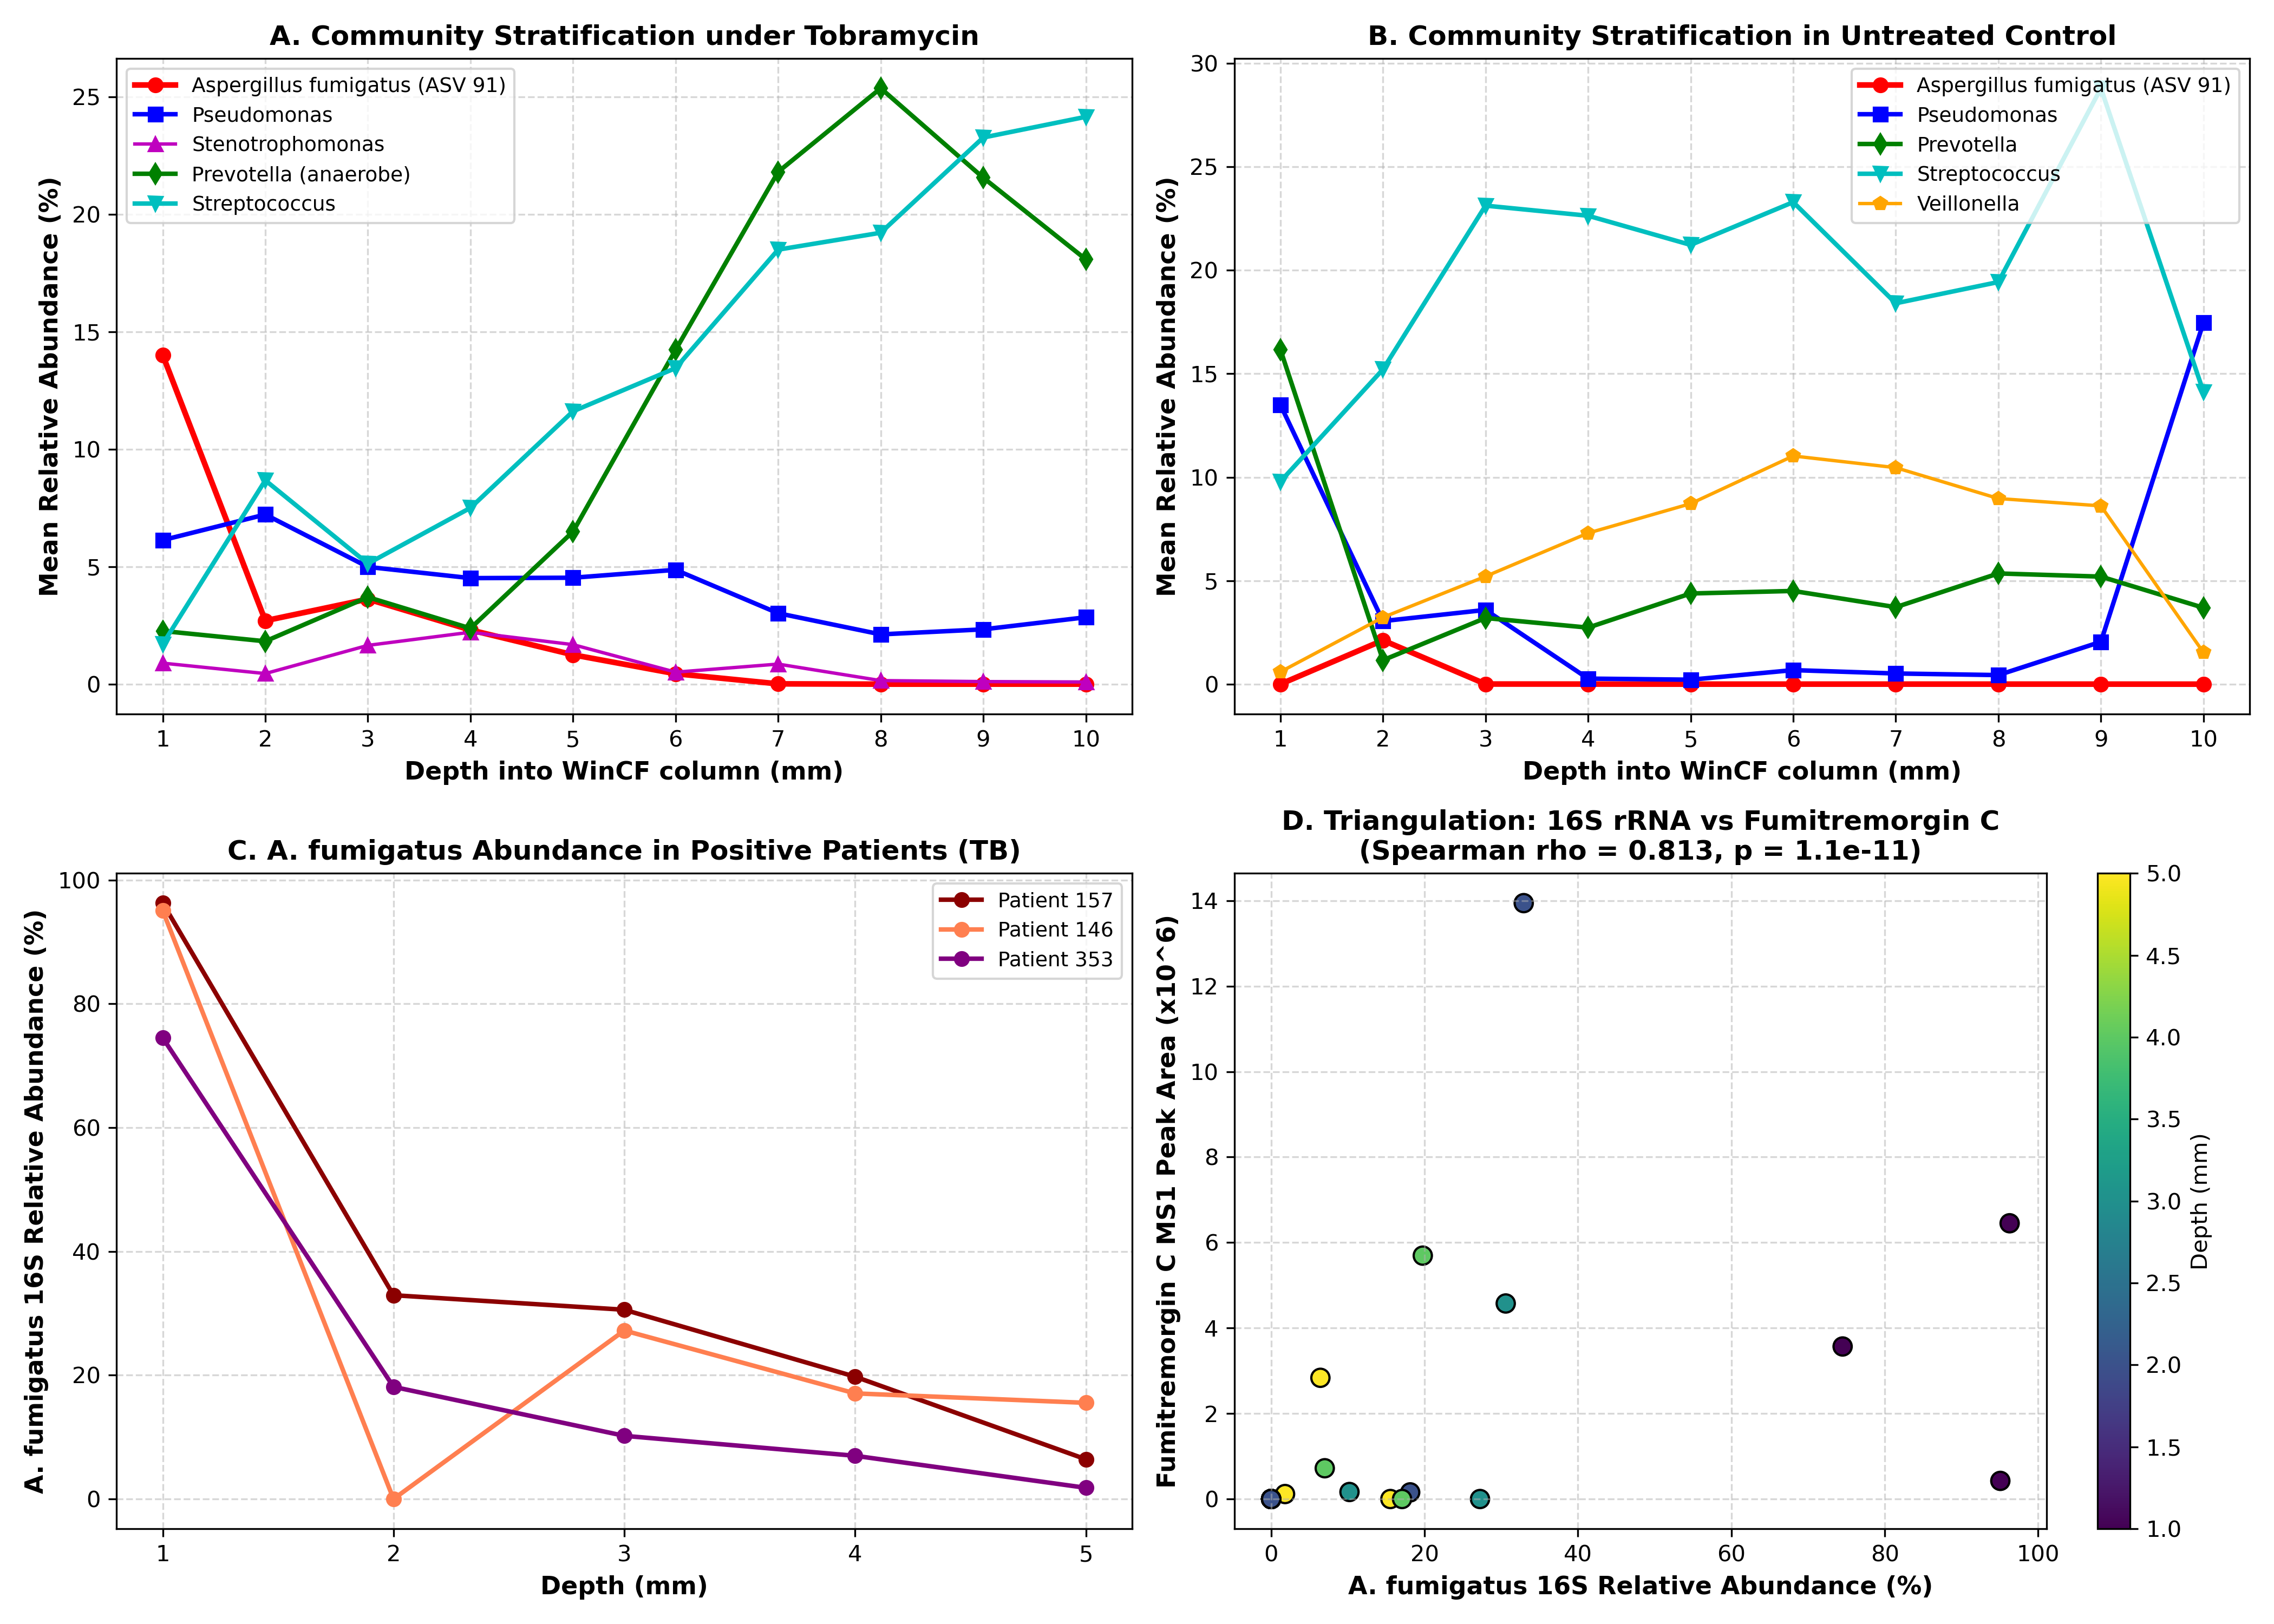 A. Community Stratification under Tobramycin
Mean Relative Abundance (%)
25
20
15
10
5
0
Aspergillus fumigatus (ASV 91)
Pseudomonas
Stenotrophomonas
Prevotella (anaerobe)
Streptococcus
1 2 3 4 5 6 7 8 9 10
Depth into WinCF column (mm)
B. Community Stratification in Untreated Control
Mean Relative Abundance (%)
30
25
20
15
10
5
0
Aspergillus fumigatus (ASV 91)
Pseudomonas
Prevotella
Streptococcus
Veillonella
1 2 3 4 5 6 7 8 9 10
Depth into WinCF column (mm)
C. A. fumigatus Abundance in Positive Patients (TB)
A. fumigatus 16S Relative Abundance (%)
100
80
60
40
20
0
Patient 157
Patient 146
Patient 353
1 2 3 4 5
Depth (mm)
D. Triangulation: 16S rRNA vs Fumitremorgin C
(Spearman rho = 0.813, p = 1.1e-11)
Fumitremorgin C MS1 Peak Area (x10^6)
14
12
10
8
6
4
2
0
0 20 40 60 80 100
A. fumigatus 16S Relative Abundance (%)
5.0
4.5
4.0
3.5
3.0
2.5
2.0
1.5
1.0
Depth (mm)